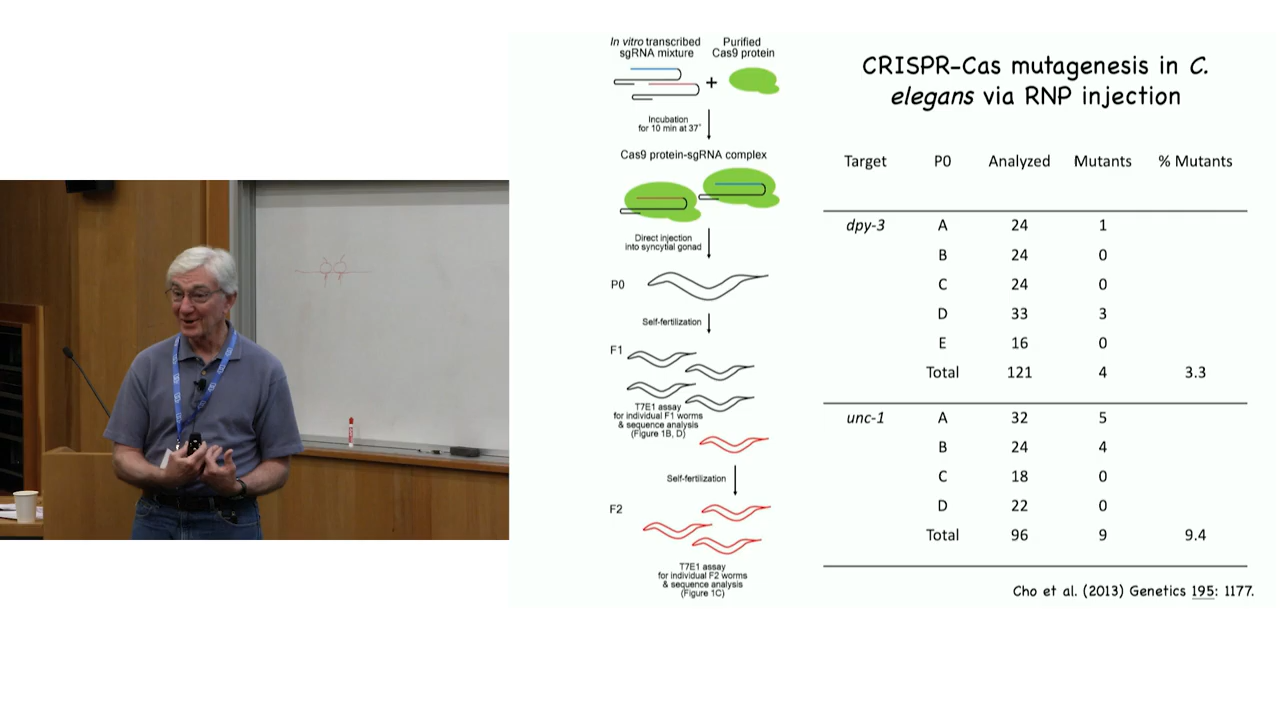 In vitro transcribed
sgRNA mixture
Purified
Cas9 protein
+
Incubation
for 10 min at 37°
Cas9 protein-sgRNA complex
Direct injection
into syncytial gonad
P0
Self-fertilization
F1
T7E1 assay
for individual F1 worms
& sequence analysis
(Figure 1B, D)
Self-fertilization
F2
T7E1 assay
for individual F2 worms
& sequence analysis
(Figure 1C)
CRISPR-Cas mutagenesis in C.
elegans via RNP injection
Target P0 Analyzed Mutants % Mutants
dpy-3 A 24 1
B 24 0
C 24 0
D 33 3
E 16 0
Total 121 4 3.3
unc-1 A 32 5
B 24 4
C 18 0
D 22 0
Total 96 9 9.4
Cho et al. (2013) Genetics 195: 1177.